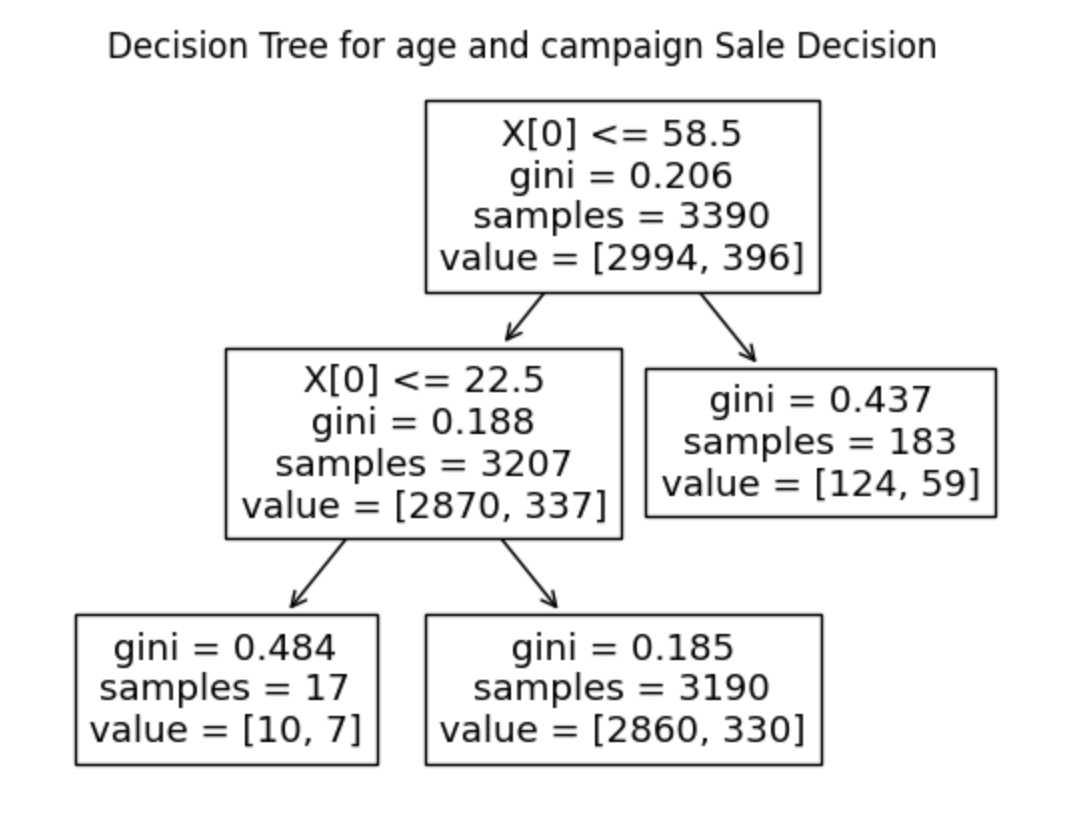 Decision Tree for age and campaign Sale Decision
X[0] <= 58.5
gini = 0.206
samples = 3390
value = [2994, 396]
X[0] <= 22.5
gini = 0.188
samples = 3207
value = [2870, 337]
gini = 0.437
samples = 183
value = [124, 59]
gini = 0.484
samples = 17
value = [10, 7]
gini = 0.185
samples = 3190
value = [2860, 330]